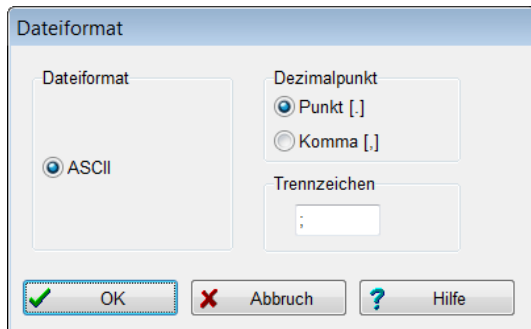 Dateiformat
Dateiformat
ASCII
Dezimalpunkt
Punkt [.]
Komma [,]
Trennzeichen
;
OK
Abbruch
? Hilfe